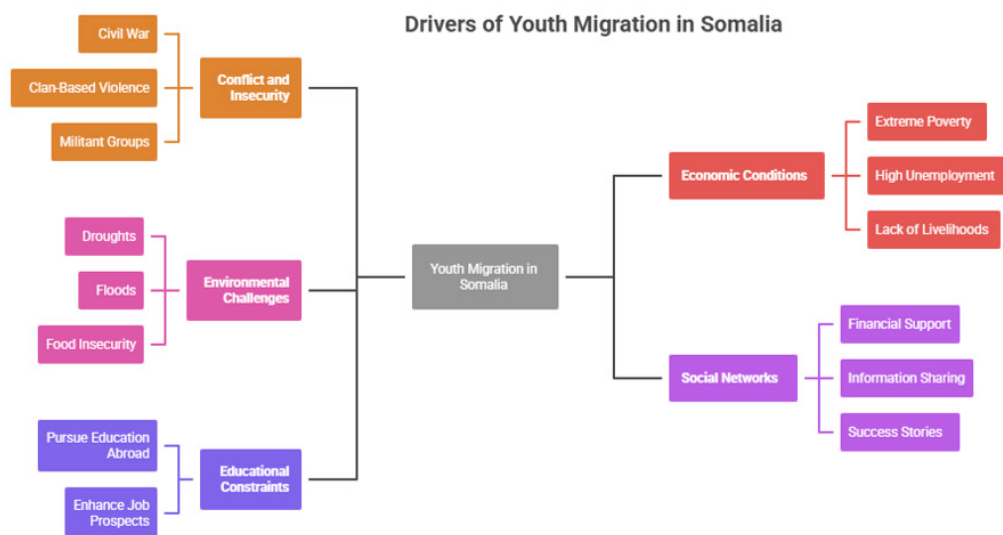 Drivers of Youth Migration in Somalia
Civil War
Clan-Based Violence
Militant Groups
Conflict and
Insecurity
Droughts
Floods
Food Insecurity
Environmental
Challenges
Pursue Education
Abroad
Enhance Job
Prospects
Educational
Constraints
Youth Migration in
Somalia
Economic Conditions
Extreme Poverty
High Unemployment
Lack of Livelihoods
Social Networks
Financial Support
Information Sharing
Success Stories